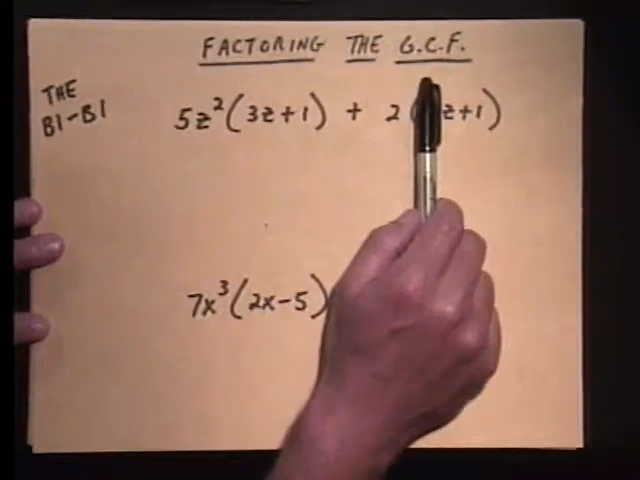 FACTORING THE G.C.F.
THE
BI-BI
5z²(3z+1) + 2( z+1)
7x³(2x-5)